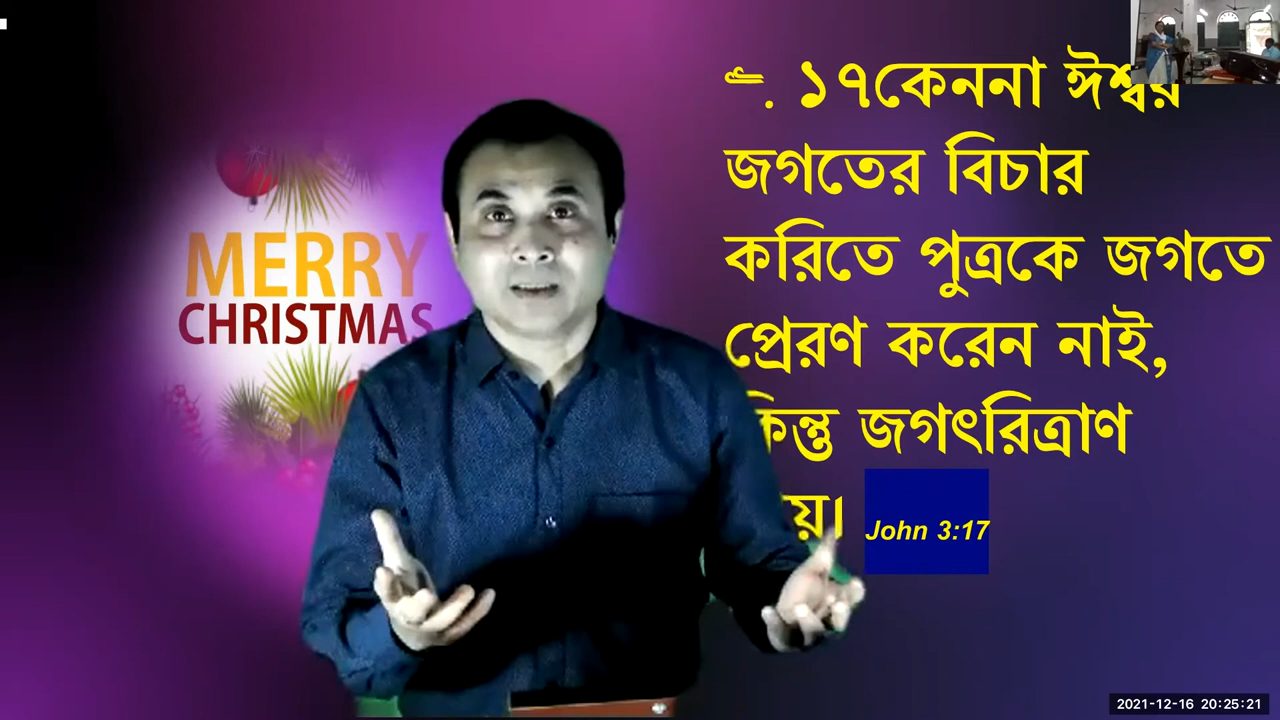 MERRY
CHRISTMAS
১৭কেননা ঈশ্বর
জগতের বিচার
করিতে পুত্রকে জগতে
প্রেরণ করেন নাই,
কিন্তু জগৎরিত্রাণ
John 3:17
2021-12-16 20:25:21